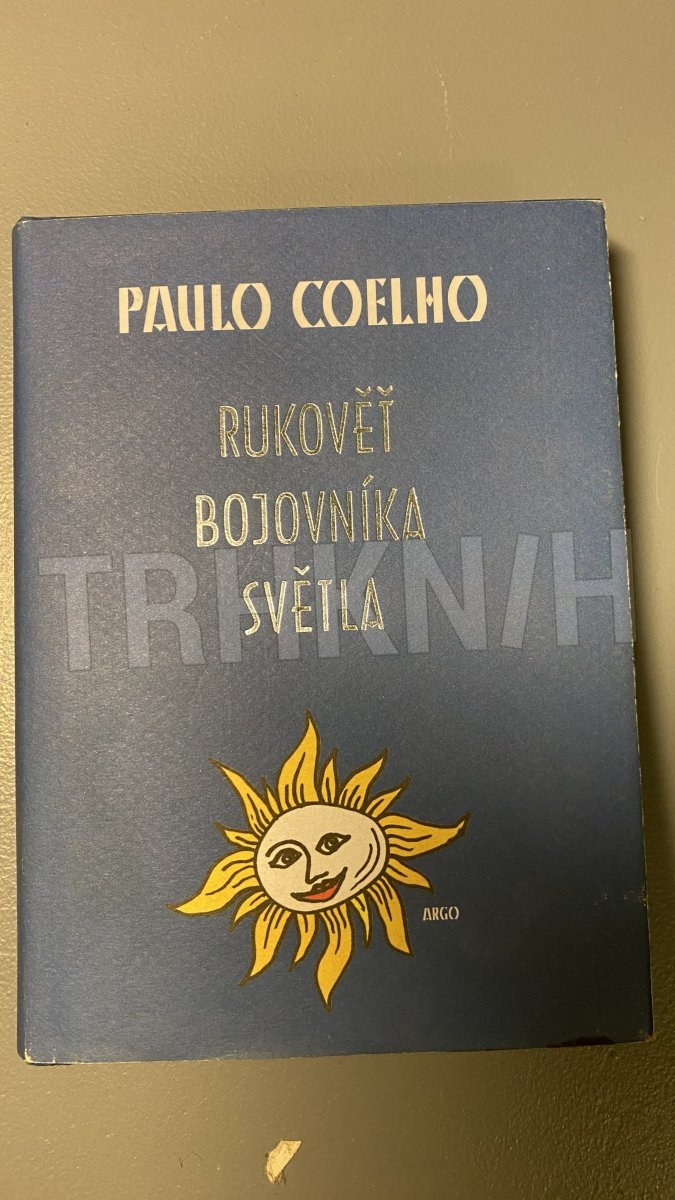 PAULO COELHO
RUKOVĚŤ
BOJOVNÍKA
SVĚTLA
TRHKNIH
ARGO